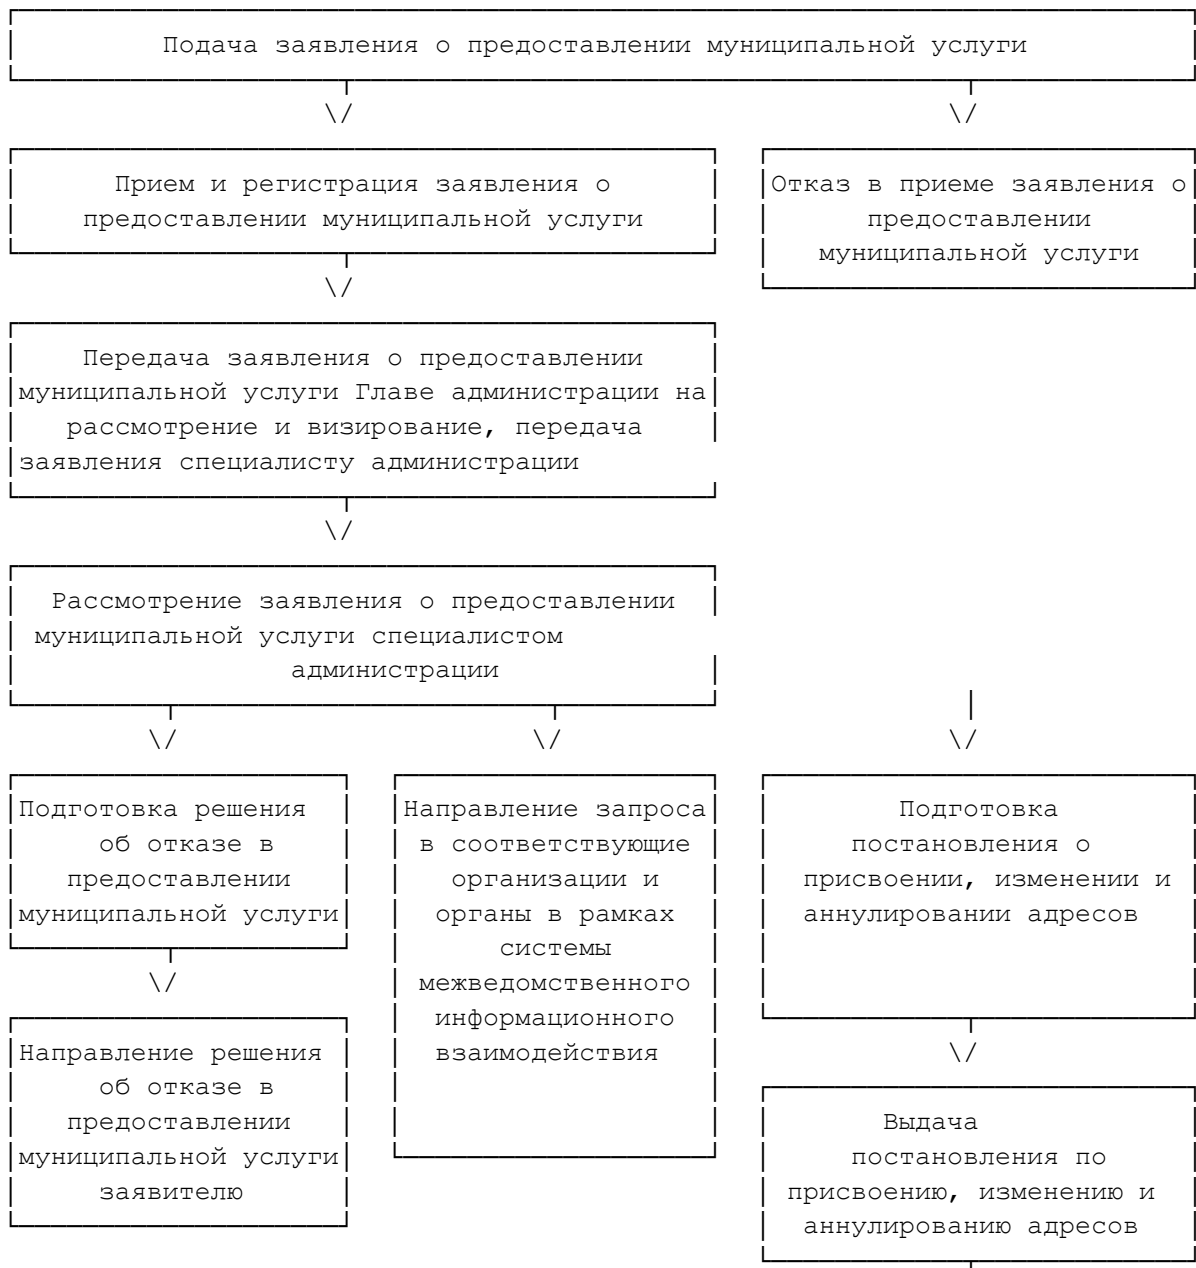 Подача заявления о предоставлении муниципальной услуги
Прием и регистрация заявления о
предоставлении муниципальной услуги
Отказ в приеме заявления о
предоставлении
муниципальной услуги
Передача заявления о предоставлении
муниципальной услуги Главе администрации на
рассмотрение и визирование, передача
заявления специалисту администрации
Рассмотрение заявления о предоставлении
муниципальной услуги специалистом
администрации
Подготовка решения
об отказе в
предоставлении
муниципальной услуги
Направление решения
об отказе в
предоставлении
муниципальной услуги
заявителю
Направление запроса
в соответствующие
организации и
органы в рамках
системы
межведомственного
информационного
взаимодействия
Подготовка
постановления о
присвоении, изменении и
аннулировании адресов
Выдача
постановления по
присвоению, изменению и
аннулированию адресов